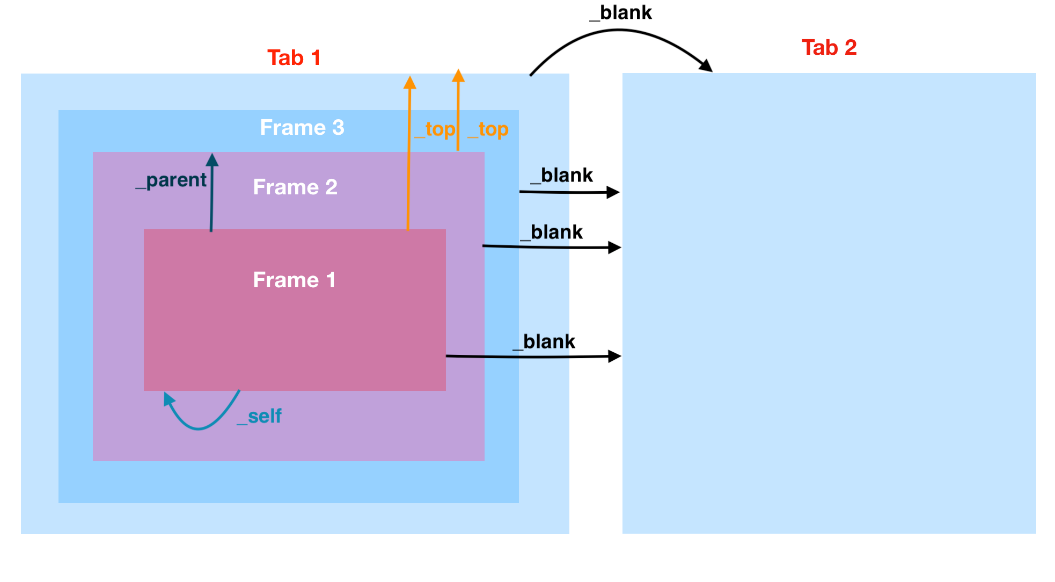 _blank
Tab 1
Tab 2
Frame 3
_top
_top
_parent
Frame 2
_blank
_blank
Frame 1
_blank
_self